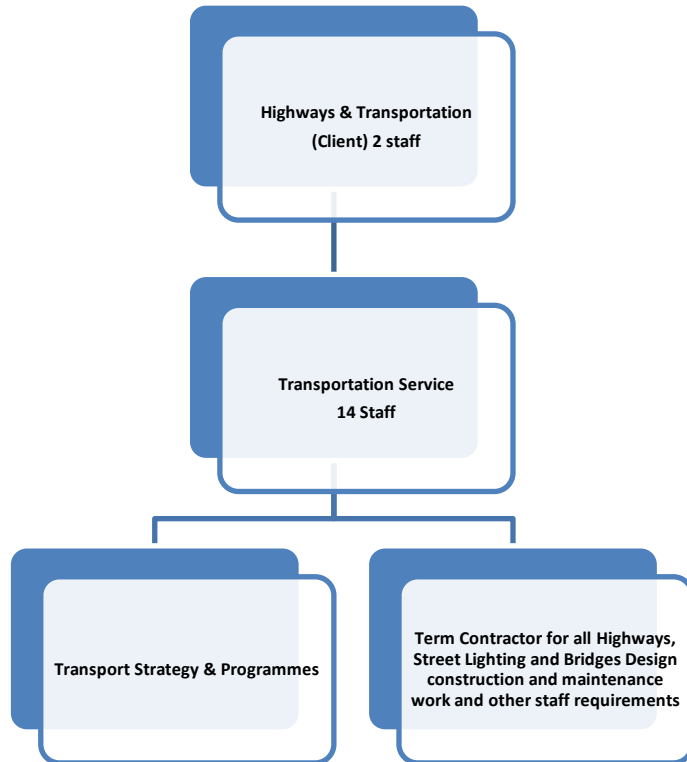 Highways & Transportation
(Client) 2 staff
Transportation Service
14 Staff
Transport Strategy & Programmes
Term Contractor for all Highways,
Street Lighting and Bridges Design
construction and maintenance
work and other staff requirements